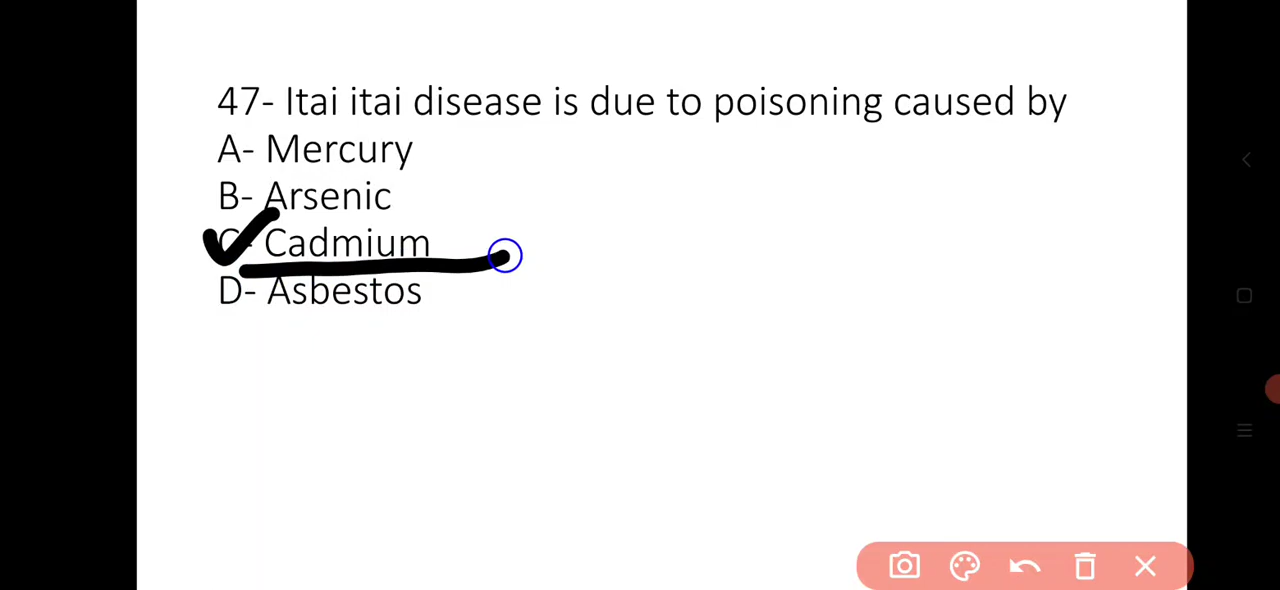 47- Itai itai disease is due to poisoning caused by
A- Mercury
B- Arsenic
C- Cadmium
D- Asbestos